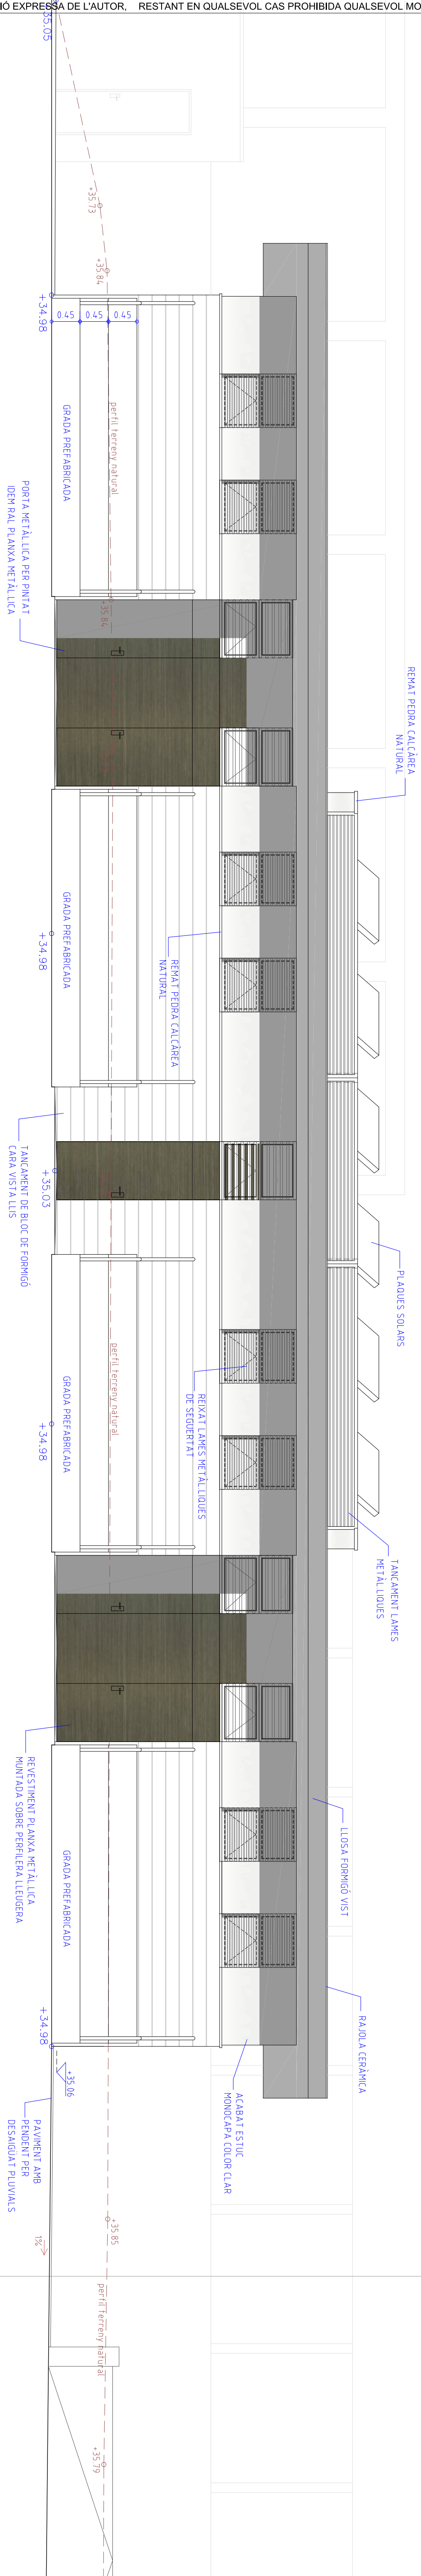 IÓ EXPRESSA DE L'AUTOR, RESTANT EN QUALSEVOL CAS PROHIBIDA QUALSEVOL MO
+35.05
+35.73
+35.84
+34.98
0.45
0.45
0.45
perfil terreny natural
GRADA PREFABRICADA
PORTA METÀL·LICA PER PINTAT
IDEM RAL PLANXA METÀL·LICA
+35.84
REMAT PEDRA CALCÀREA
NATURAL
GRADA PREFABRICADA
+34.98
REMAT PEDRA CALCÀREA
NATURAL
TANCAMENT DE BLOC DE FORMIGÓ
CARA VISTA LLIS
+35.03
PLAQUES SOLARS
perfil terreny natural
GRADA PREFABRICADA
+34.98
REIXAT LAMES METÀL·LIQUES
DE SEGUERTAT
TANCAMENT LAMES
METÀL·LIQUES
REVESTIMENT PLANXA METÀL·LICA
MUNTADA SOBRE PERFILERA LLEUGERA
LLOSA FORMIGÓ VIST
GRADA PREFABRICADA
RAJOLA CERÀMICA
+34.98
+35.06
ACABAT ESTUC
MONOCAPA COLOR CLAR
PAVIMENT AMB
PENDENT PER
DESAIGUAT PLUVIALS
+35.85
1%
perfil terreny natural
+35.79